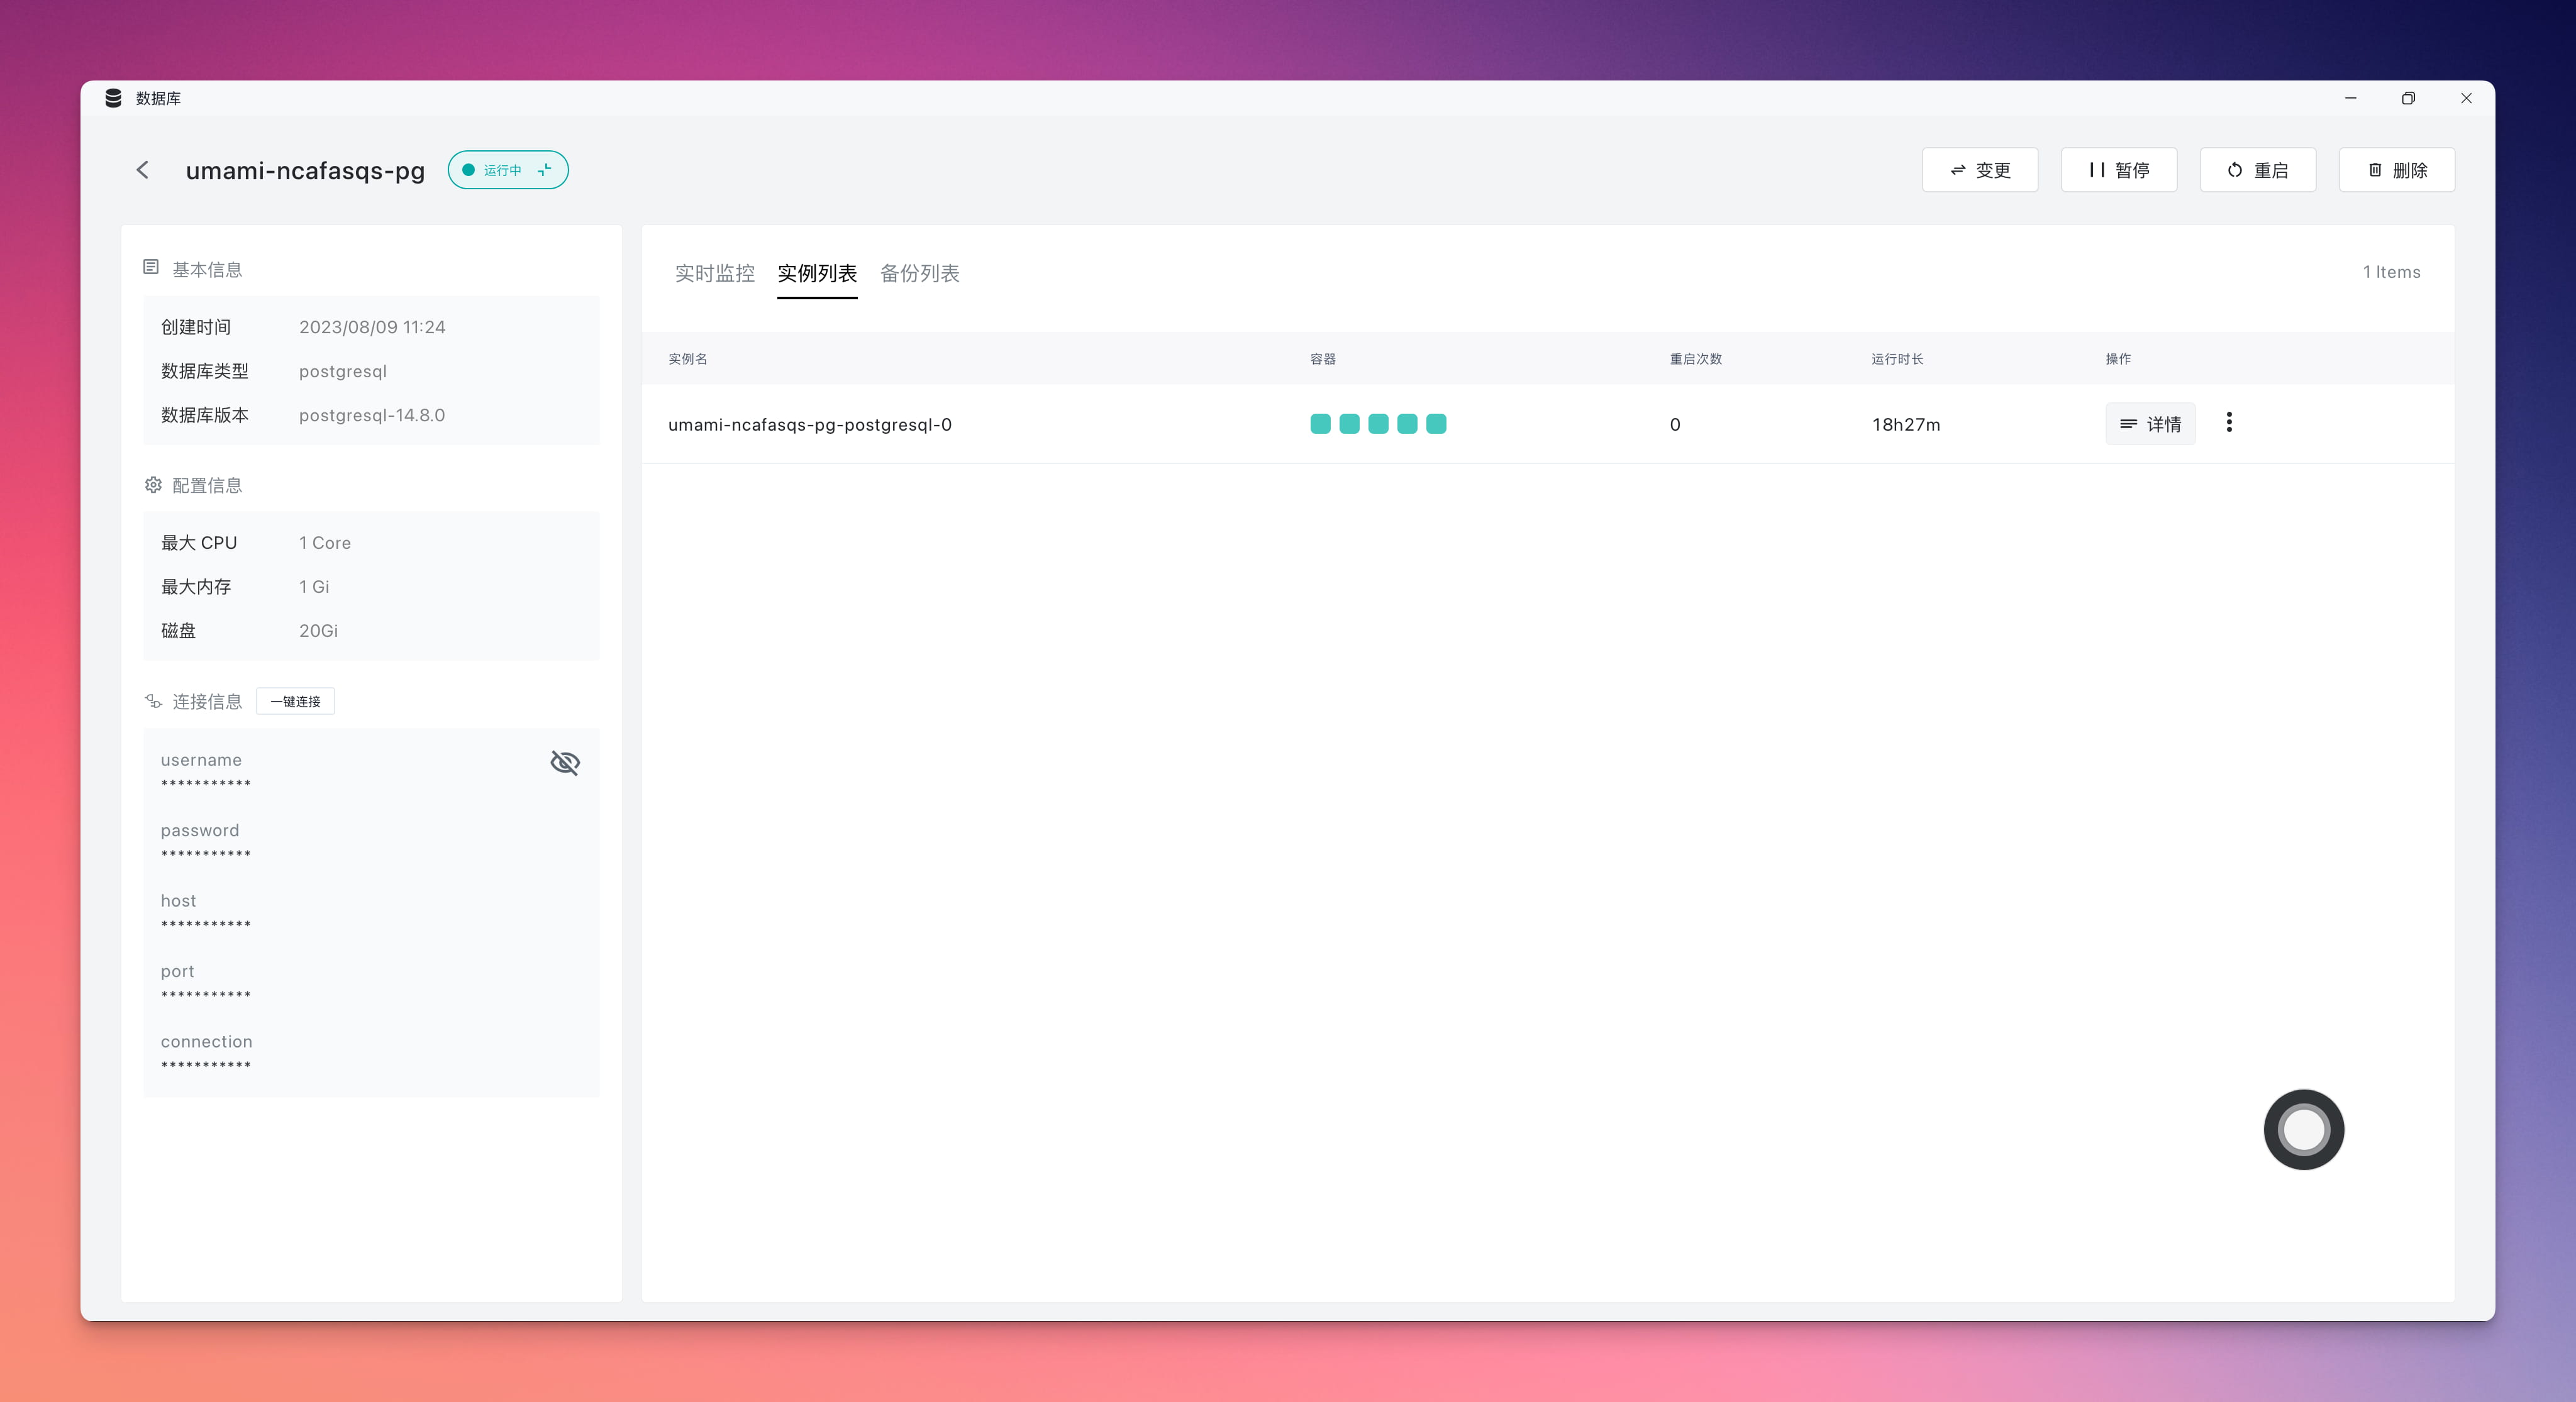 数据库
umami-ncafasqs-pg 运行中 变更 暂停 重启 删除
基本信息
创建时间 2023/08/09 11:24
数据库类型 postgresql
数据库版本 postgresql-14.8.0
配置信息
最大 CPU 1 Core
最大内存 1 Gi
磁盘 20Gi
连接信息 一键连接
username
***********
password
***********
host
***********
port
***********
connection
***********
实时监控 实例列表 备份列表 1 Items
实例名 容器 重启次数 运行时长 操作
umami-ncafasqs-pg-postgresql-0 0 18h27m 详情